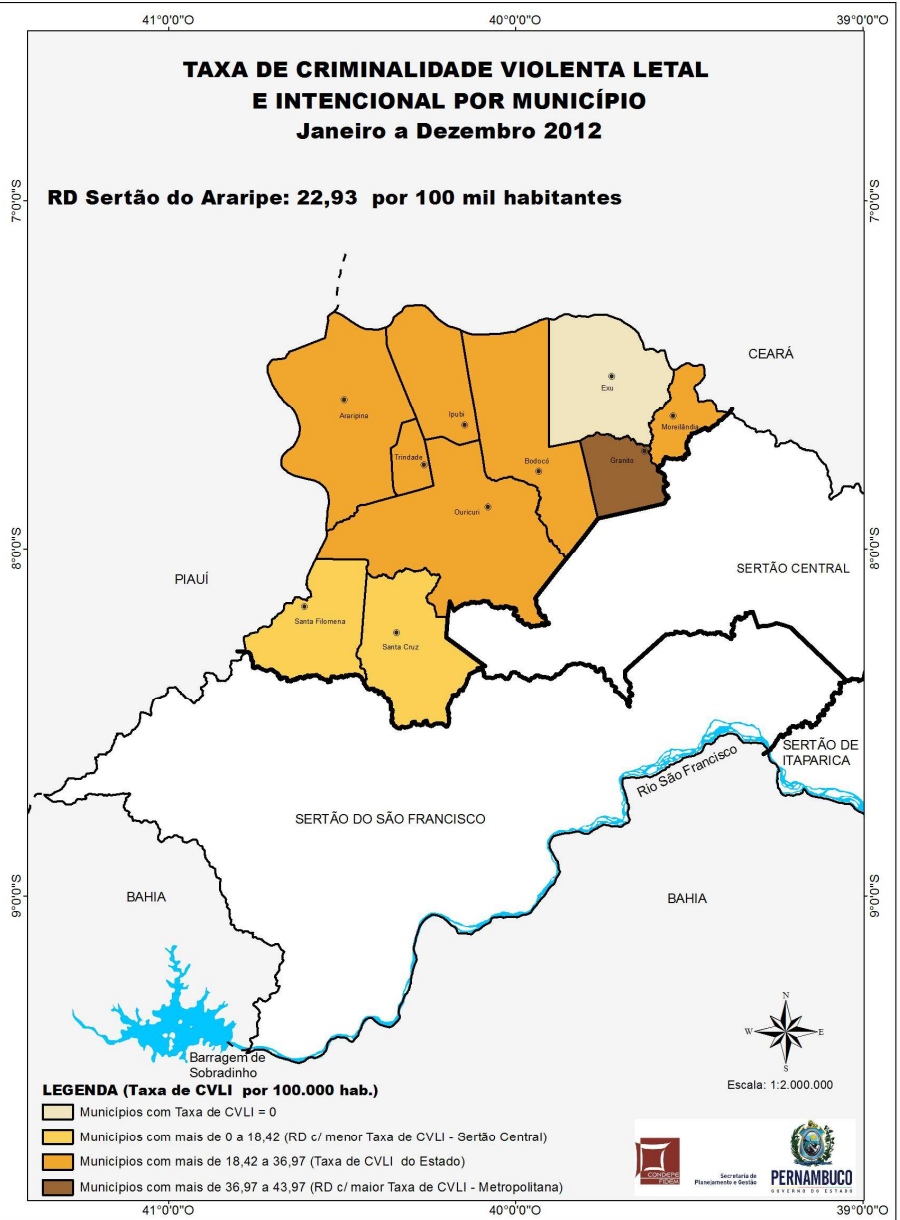 41°0'0"O 40°0'0"O 39°0'0"O
TAXA DE CRIMINALIDADE VIOLENTA LETAL
E INTENCIONAL POR MUNICÍPIO
Janeiro a Dezembro 2012
RD Sertão do Araripe: 22,93 por 100 mil habitantes
7°0'0"S 7°0'0"S
CEARÁ
Exu
Araripina
Ipubi
Moreilândia
Trindade
Bodocó
Granito
Ouricuri
8°0'0"S 8°0'0"S
SERTÃO CENTRAL
PIAUÍ
Santa Filomena
Santa Cruz
SERTÃO DE
ITAPARICA
Rio São Francisco
SERTÃO DO SÃO FRANCISCO
9°0'0"S 9°0'0"S
BAHIA BAHIA
N
W E
S
Barragem de
Sobradinho
Escala: 1:2.000.000
LEGENDA (Taxa de CVLI por 100.000 hab.)
Municípios com Taxa de CVLI = 0
Municípios com mais de 0 a 18,42 (RD c/ menor Taxa de CVLI - Sertão Central)
Municípios com mais de 18,42 a 36,97 (Taxa de CVLI do Estado)
Municípios com mais de 36,97 a 43,97 (RD c/ maior Taxa de CVLI - Metropolitana)
CONDEPE
FIDEM
Secretaria de
Planejamento e Gestão
PERNAMBUCO
GOVERNO DO ESTADO
41°0'0"O 40°0'0"O 39°0'0"O